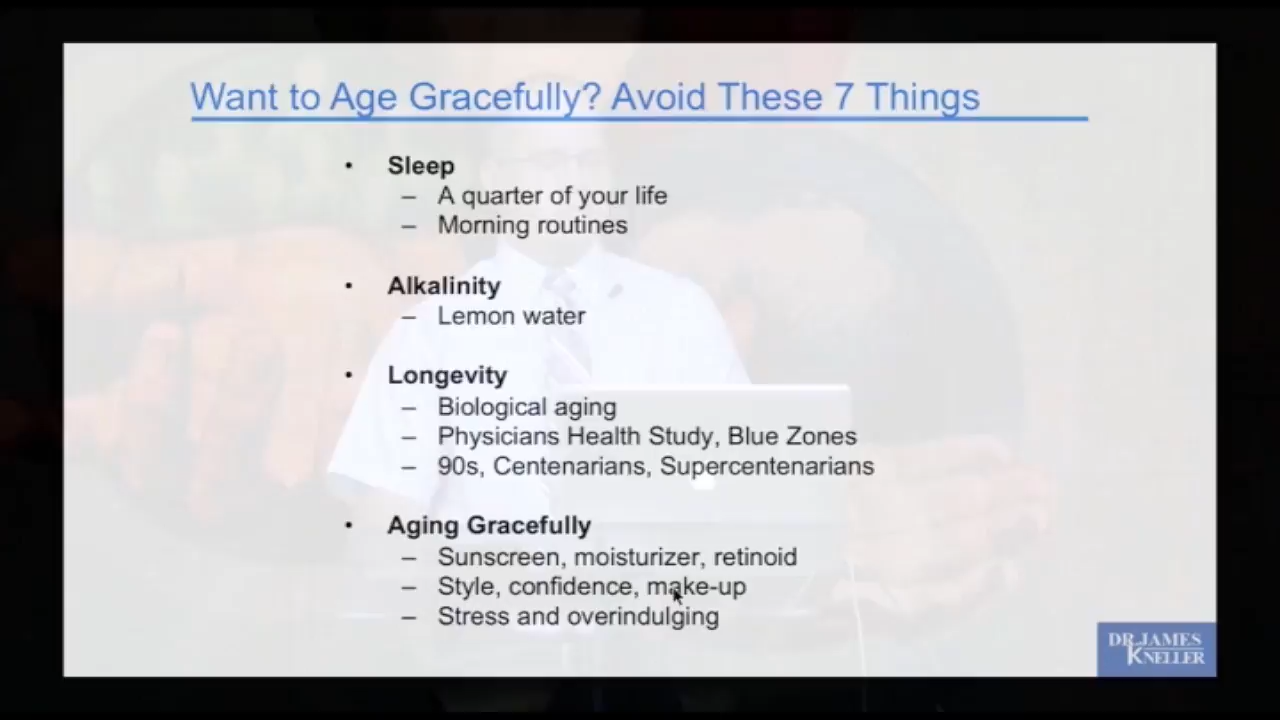 Want to Age Gracefully? Avoid These 7 Things
• Sleep
– A quarter of your life
– Morning routines
• Alkalinity
– Lemon water
• Longevity
– Biological aging
– Physicians Health Study, Blue Zones
– 90s, Centenarians, Supercentenarians
• Aging Gracefully
– Sunscreen, moisturizer, retinoid
– Style, confidence, make-up
– Stress and overindulging
DR.JAMES
KNELLER